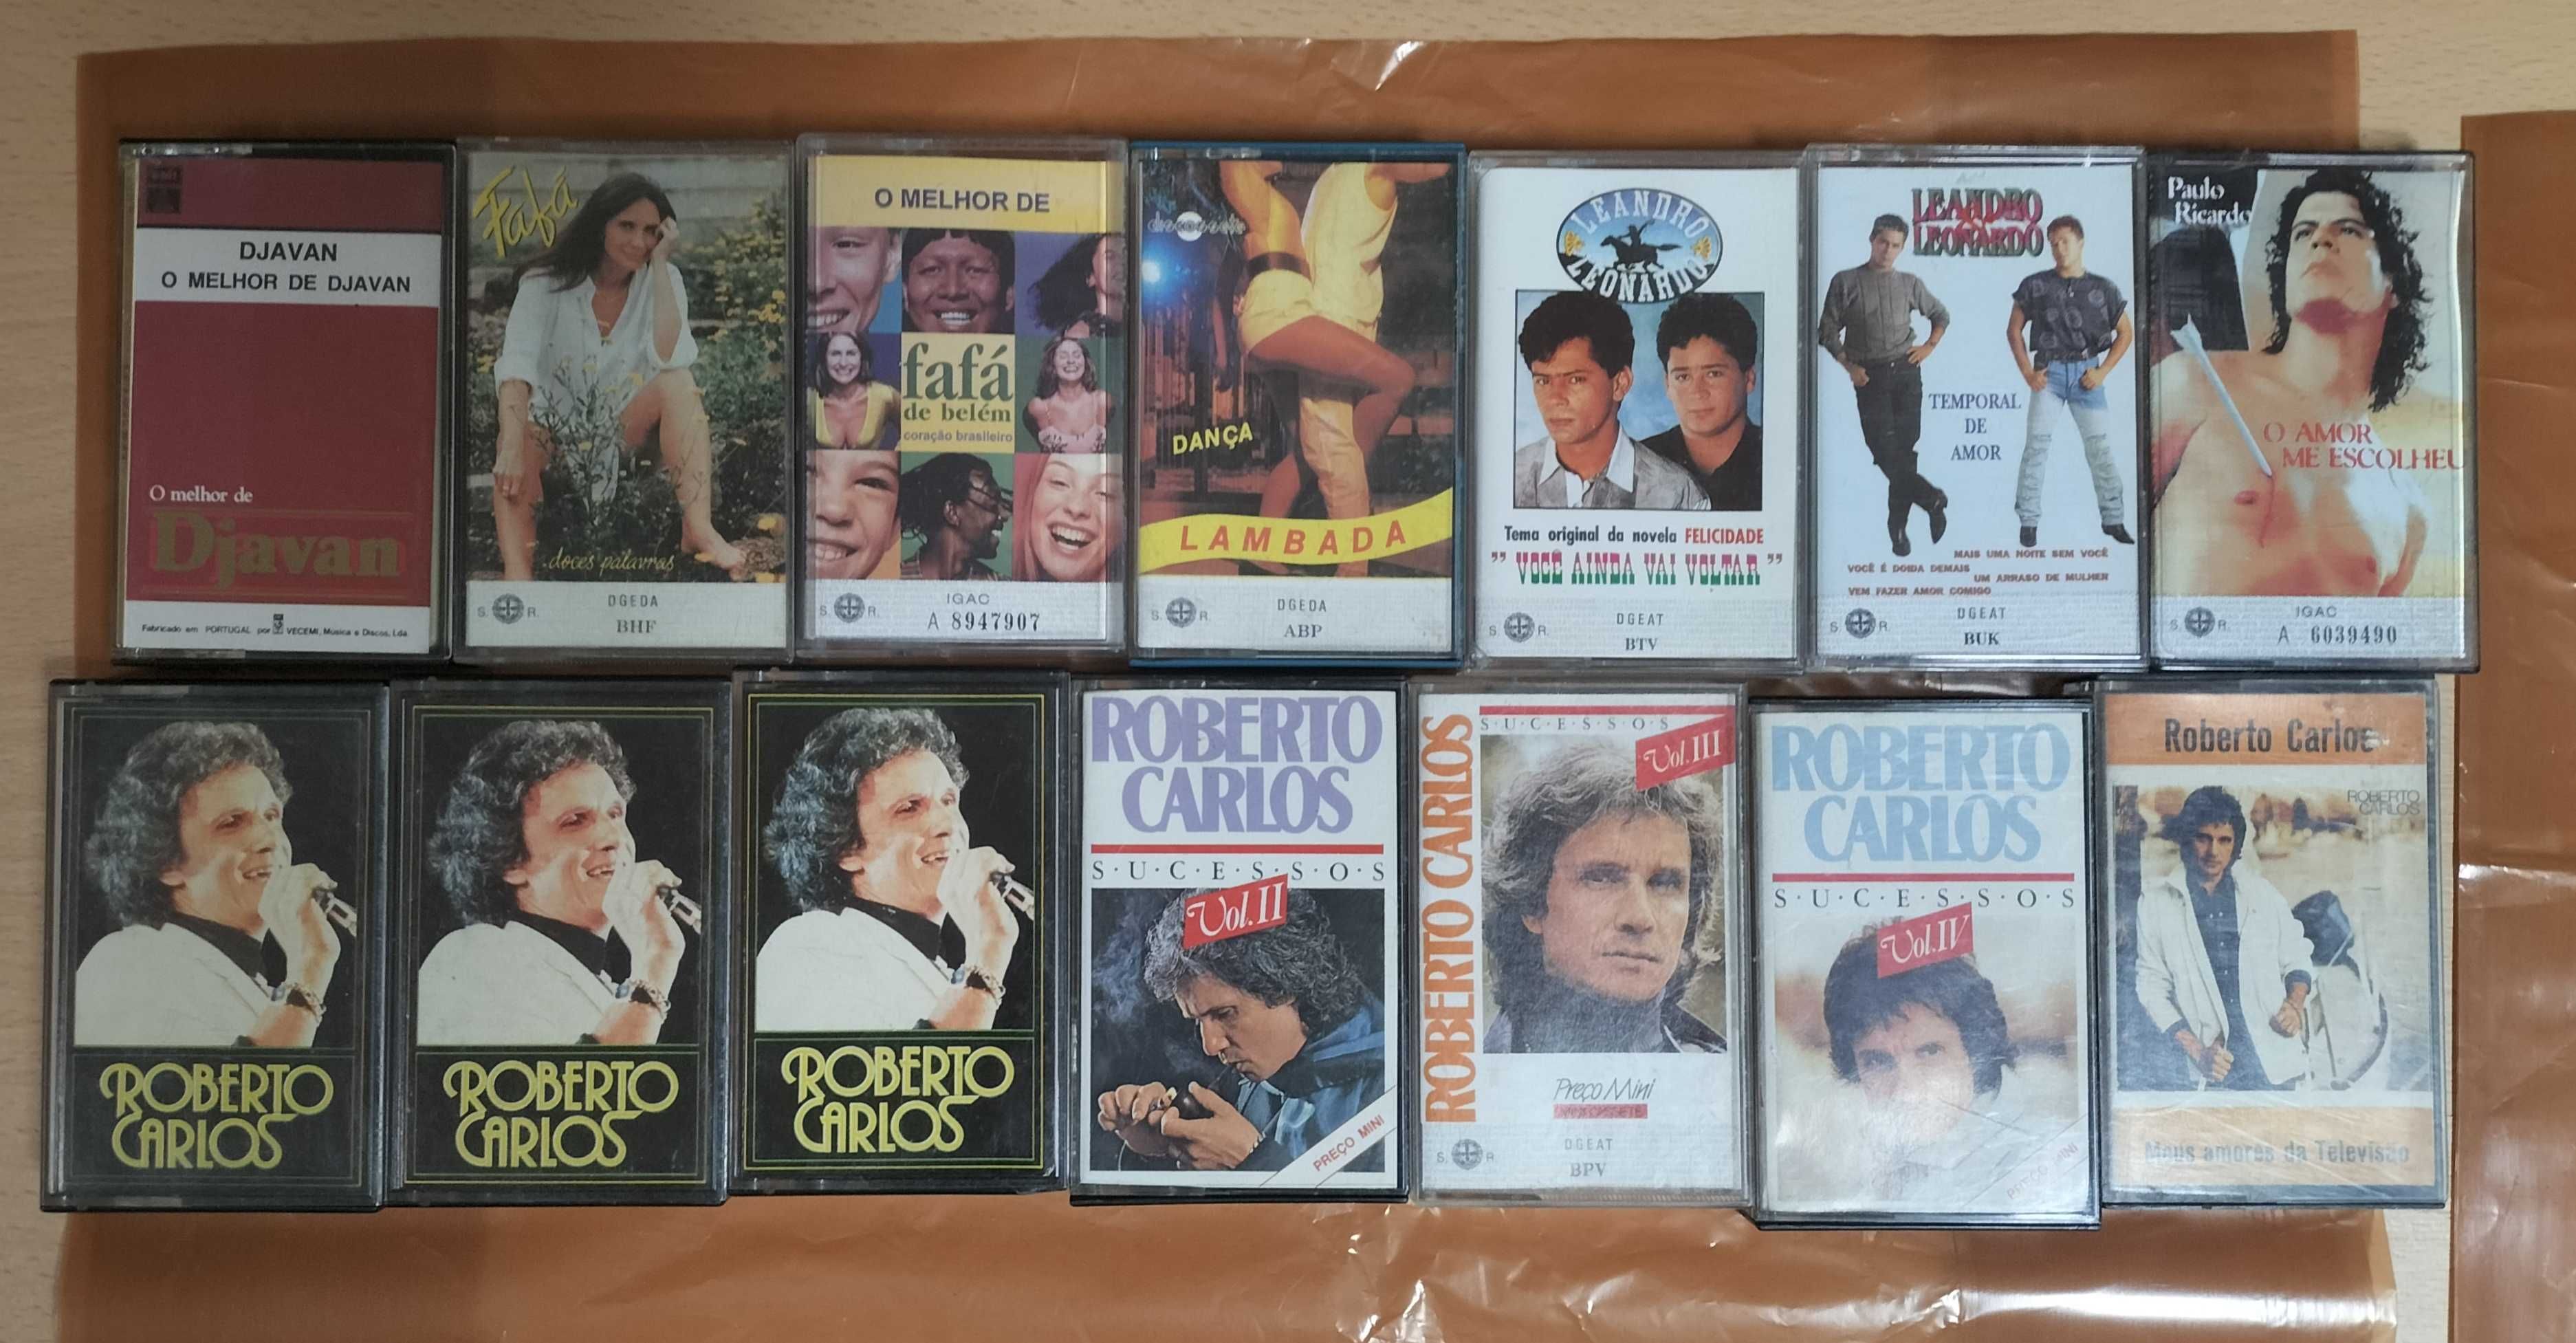 DJAVAN
O MELHOR DE DJAVAN
O melhor de
Djavan
Fabricado em PORTUGAL por VECEMI, Música e Discos, Lda.
Fafá
doces palavras
S. R. DGEDA
BHF
O MELHOR DE
fafá
de belém
coração brasileiro
S. R. IGAC
A 8947907
discossete
DANÇA
LAMBADA
S. R. DGEDA
ABP
LEANDRO
LEONARDO
Tema original da novela FELICIDADE
" VOCÊ AINDA VAI VOLTAR "
S. R. DGEAT
BTV
LEANDRO
&
LEONARDO
TEMPORAL
DE
AMOR
MAIS UMA NOITE SEM VOCÊ
VOCÊ É DOIDA DEMAIS
UM ARRASO DE MULHER
VEM FAZER AMOR COMIGO
S. R. DGEAT
BUK
Paulo
Ricardo
O AMOR
ME ESCOLHEU
S. R. IGAC
A 6039490
ROBERTO
CARLOS
ROBERTO
CARLOS
ROBERTO
CARLOS
ROBERTO
CARLOS
S·U·C·E·S·S·O·S
Vol. II
PREÇO MINI
ROBERTO CARLOS
S·U·C·E·S·S·O·S
Vol. III
Preço Mini
S. R. DGEAT
BPV
ROBERTO
CARLOS
S·U·C·E·S·S·O·S
Vol. IV
PREÇO MINI
Roberto Carlos
ROBERTO
CARLOS
Meus amores da Televisão